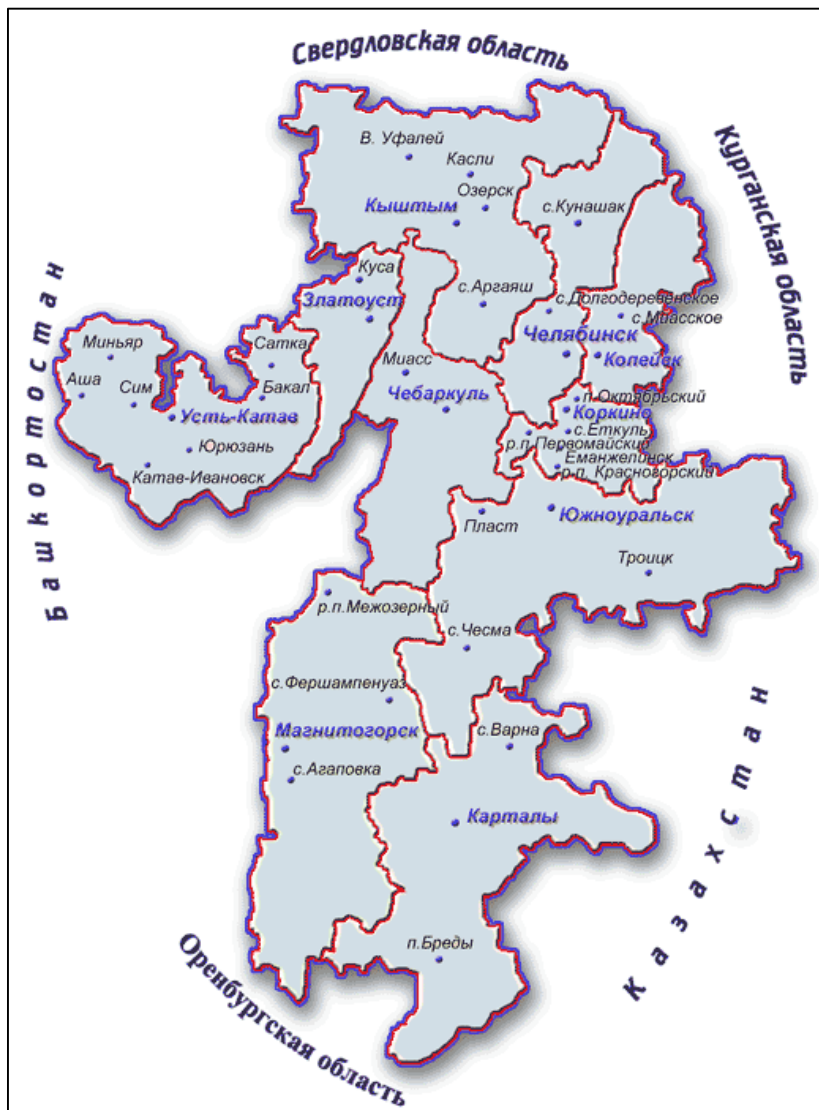 Свердловская область
Курганская область
В. Уфалей
Касли
Озерск
Кыштым
с.Кунашак
Куса
Златоуст
с.Аргаяш
с.Долгодеревенское
с.Миасское
Башкортостан
Миньяр
Сатка
Челябинск
Копейск
Миасс
Аша
Сим
Бакал
Чебаркуль
п.Октябрьский
Усть-Катав
Коркино
с.Еткуль
Юрюзань
р.п.Первомайский
Еманжелинск
Катав-Ивановск
р.п. Красногорский
Пласт
Южноуральск
Троицк
р.п.Межозерный
с.Чесма
с.Фершампенуаз
Магнитогорск
с.Варна
с.Агаповка
Карталы
Казахстан
п.Бреды
Оренбургская область